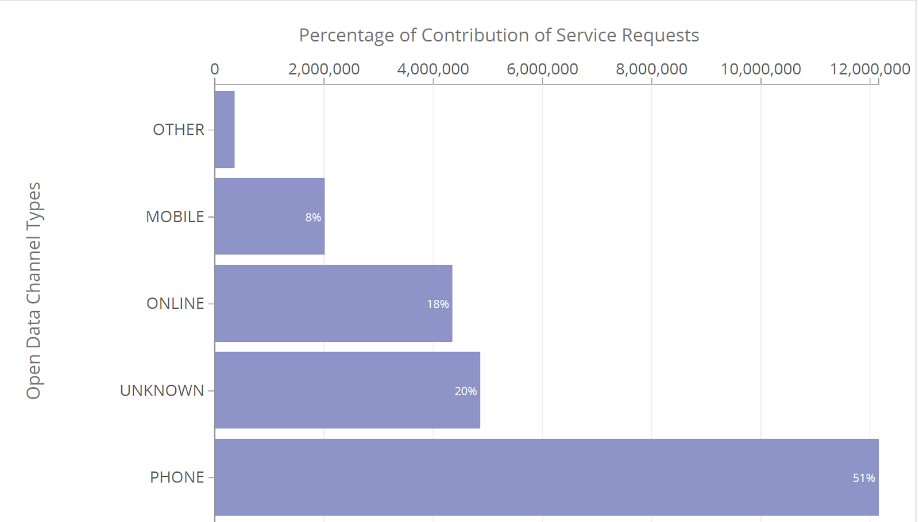 Percentage of Contribution of Service Requests
0 2,000,000 4,000,000 6,000,000 8,000,000 10,000,000 12,000,000
Open Data Channel Types
OTHER
MOBILE 8%
ONLINE 18%
UNKNOWN 20%
PHONE 51%